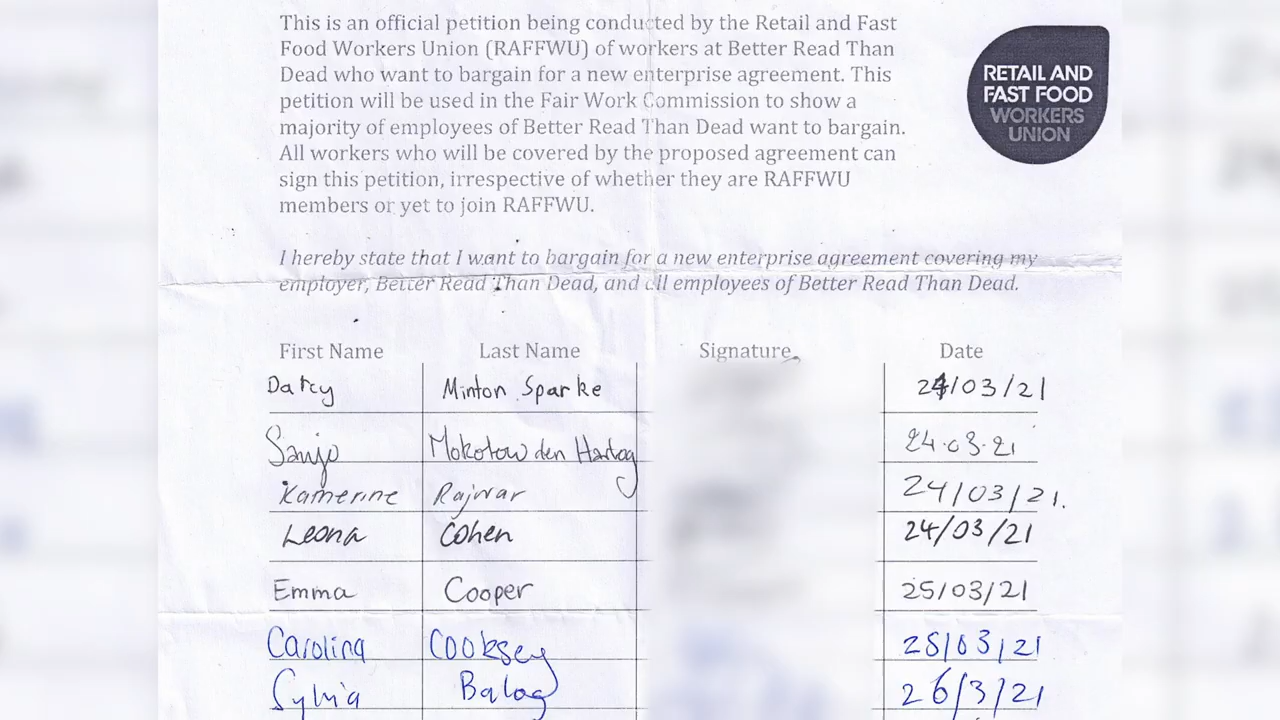 This is an official petition being conducted by the Retail and Fast
Food Workers Union (RAFFWU) of workers at Better Read Than
Dead who want to bargain for a new enterprise agreement. This
petition will be used in the Fair Work Commission to show a
majority of employees of Better Read Than Dead want to bargain.
All workers who will be covered by the proposed agreement can
sign this petition, irrespective of whether they are RAFFWU
members or yet to join RAFFWU.
RETAIL AND
FAST FOOD
WORKERS
UNION
I hereby state that I want to bargain for a new enterprise agreement covering my
employer, Better Read Than Dead, and all employees of Better Read Than Dead.
First Name Last Name Signature Date
Darcy Minton Sparke 24/03/21
Sanjo Mokotow den Hartog 24.03.21
Katherine Rajwar 24/03/21.
Leona Cohen 24/03/21
Emma Cooper 25/03/21
Carolina Cooksey 25/03/21
Sylvia Balog 26/3/21